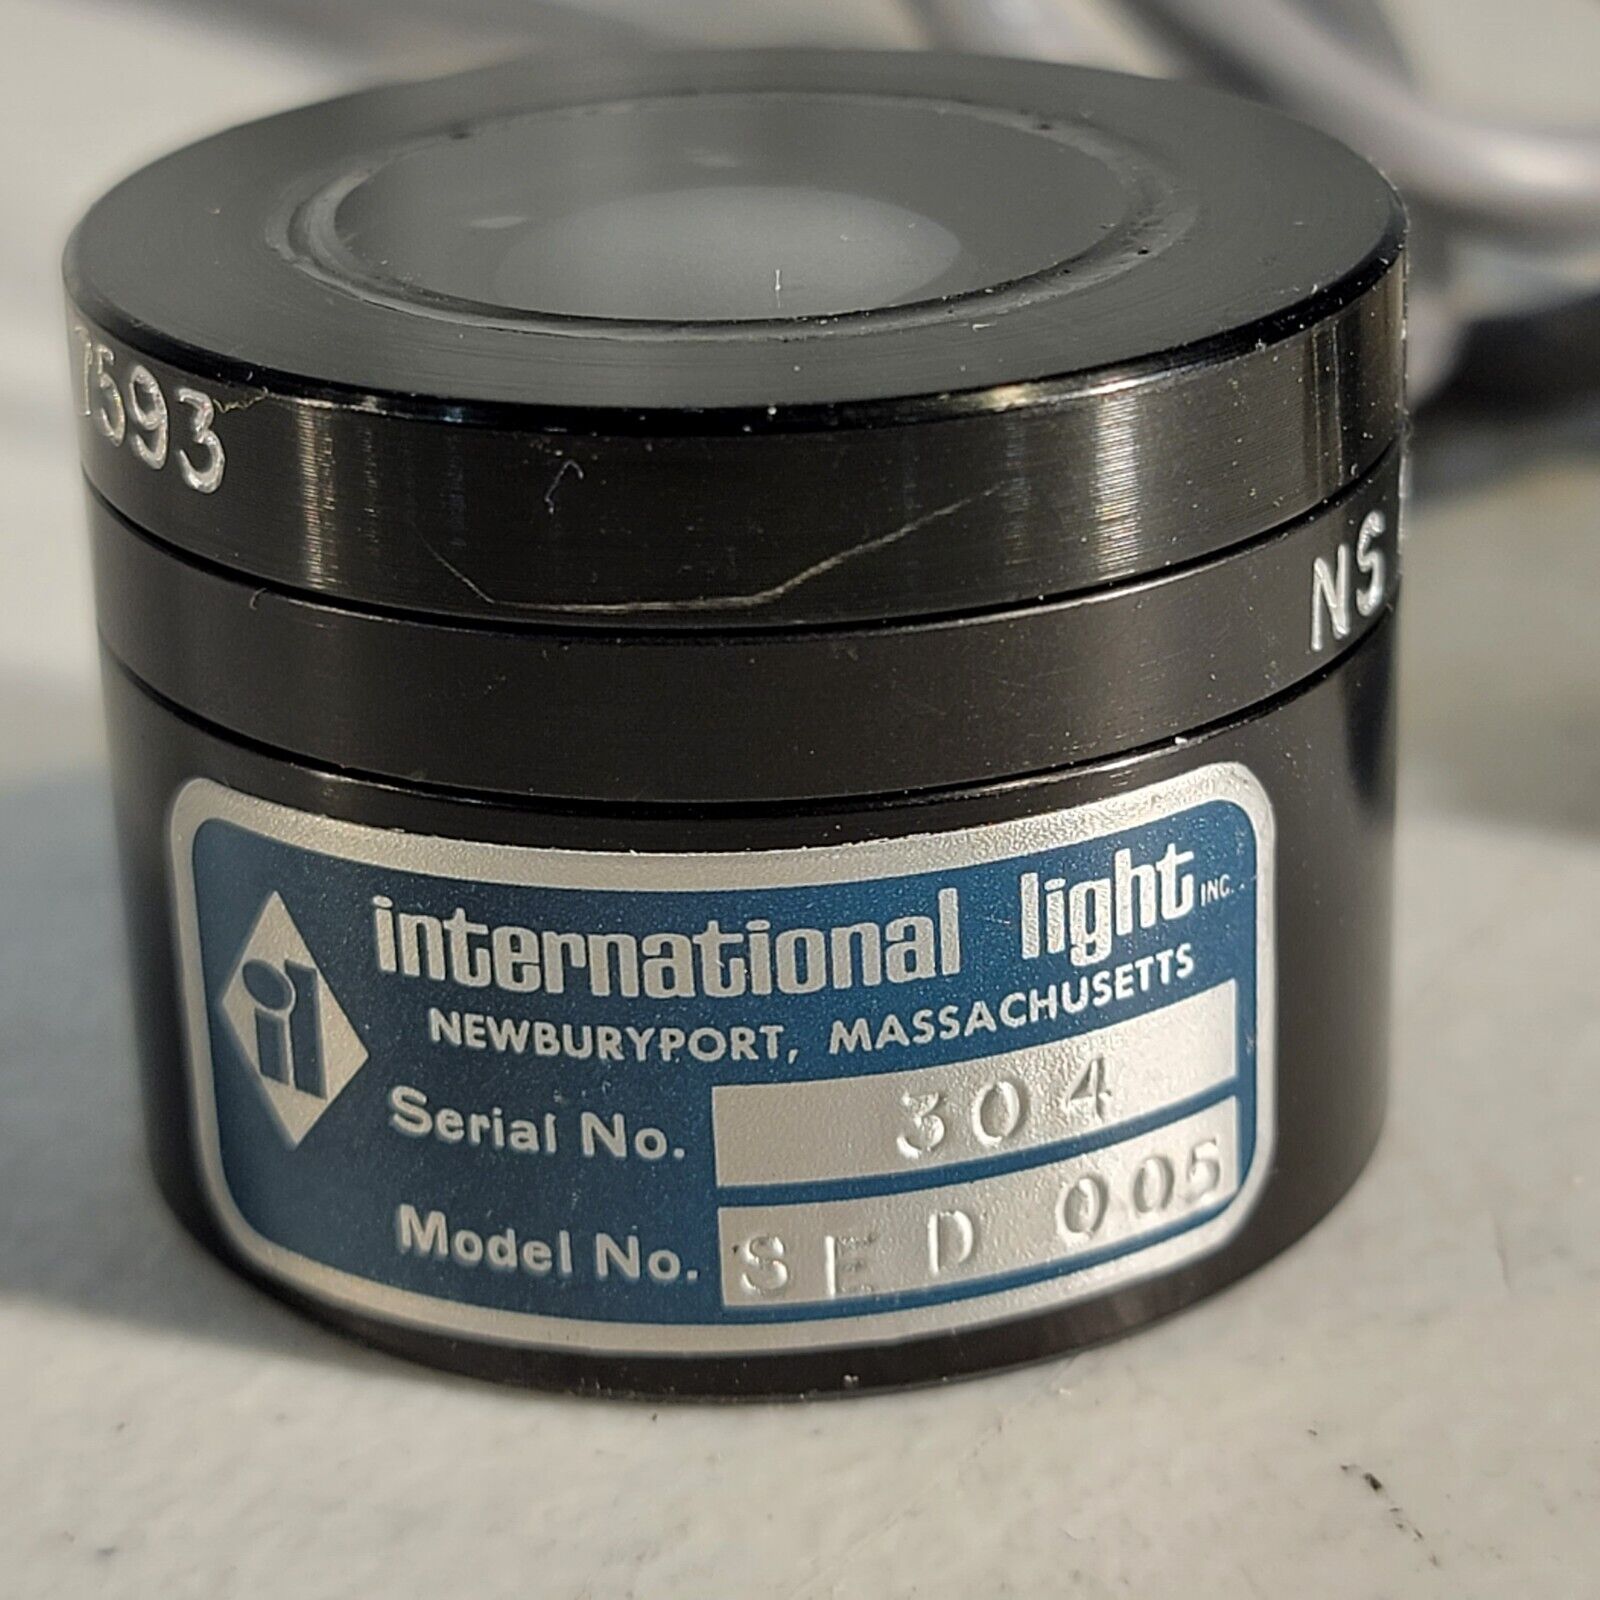 7593
NS
international light INC.
NEWBURYPORT, MASSACHUSETTS
Serial No. 304
Model No. SED 005
il